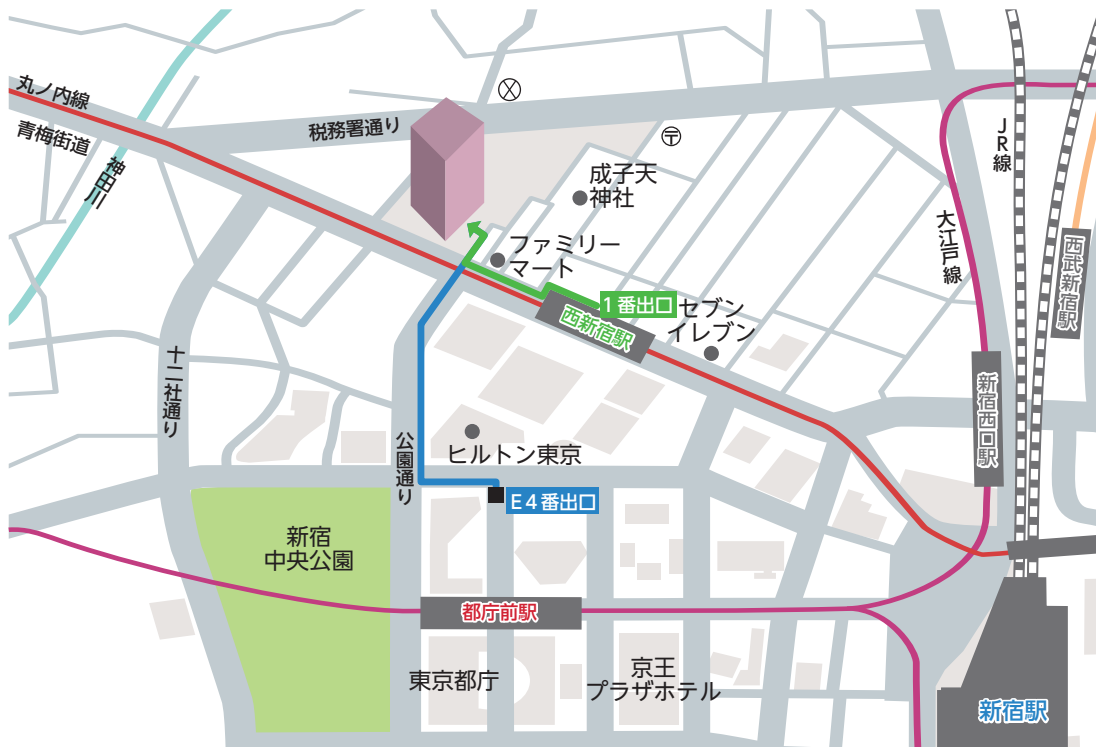 丸ノ内線
青梅街道
神田川
税務署通り
成子天
神社
ファミリー
マート
1番出口
セブン
イレブン
西新宿駅
JR線
大江戸線
西武新宿駅
新宿西口駅
十二社通り
公園通り
ヒルトン東京
E4番出口
新宿
中央公園
都庁前駅
東京都庁
京王
プラザホテル
新宿駅